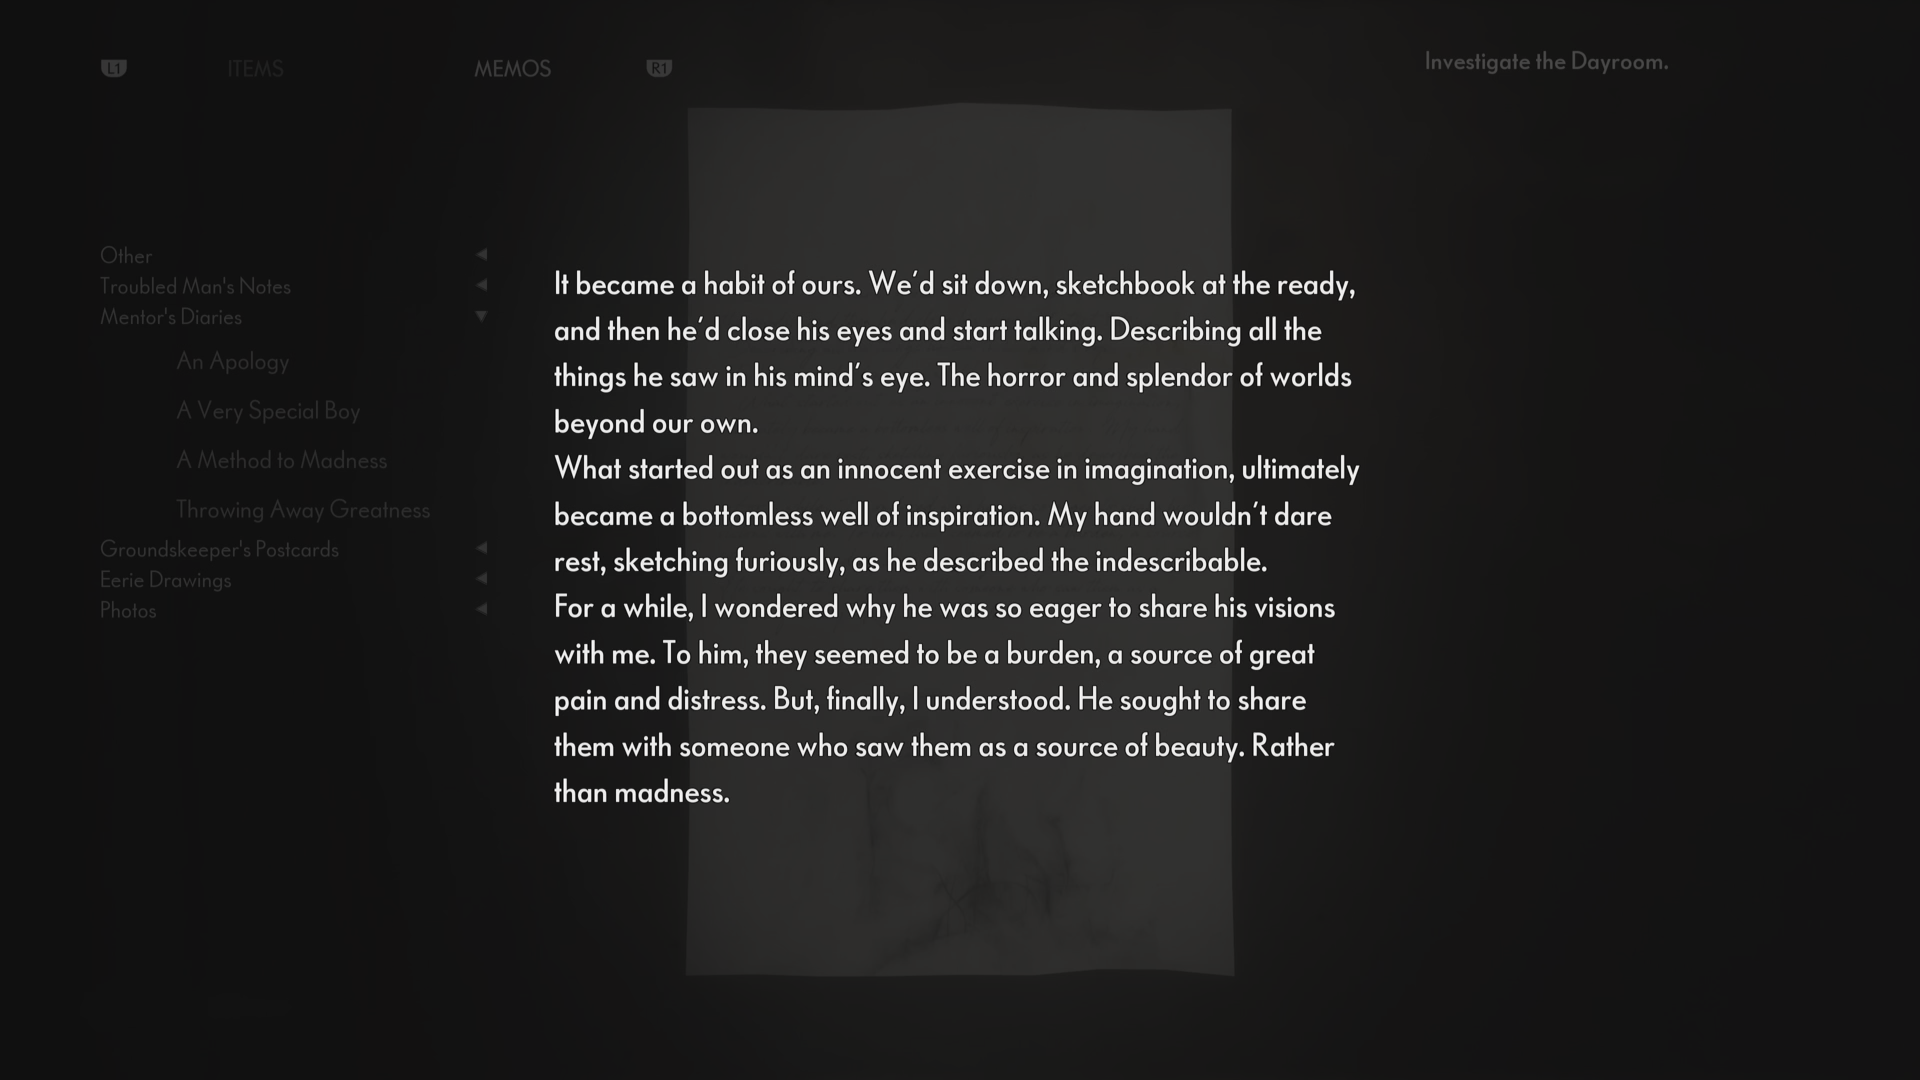 L1
ITEMS
MEMOS
R1
Investigate the Dayroom.
Other
Troubled Man's Notes
Mentor's Diaries
An Apology
A Very Special Boy
A Method to Madness
Throwing Away Greatness
Groundskeeper's Postcards
Eerie Drawings
Photos
It became a habit of ours. We'd sit down, sketchbook at the ready,
and then he'd close his eyes and start talking. Describing all the
things he saw in his mind's eye. The horror and splendor of worlds
beyond our own.
What started out as an innocent exercise in imagination, ultimately
became a bottomless well of inspiration. My hand wouldn't dare
rest, sketching furiously, as he described the indescribable.
For a while, I wondered why he was so eager to share his visions
with me. To him, they seemed to be a burden, a source of great
pain and distress. But, finally, I understood. He sought to share
them with someone who saw them as a source of beauty. Rather
than madness.